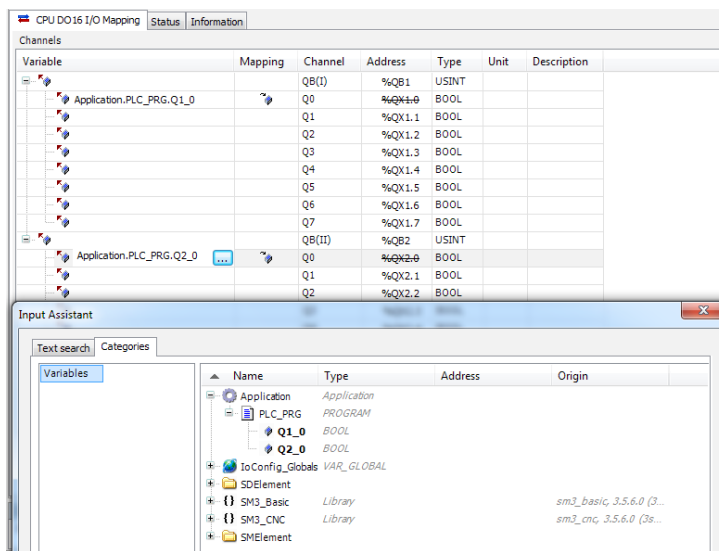 CPU DO16 I/O Mapping Status Information
Channels
Variable Mapping Channel Address Type Unit Description
QB(I) %QB1 USINT
Application.PLC_PRG.Q1_0 Q0 %QX1.0 BOOL
Q1 %QX1.1 BOOL
Q2 %QX1.2 BOOL
Q3 %QX1.3 BOOL
Q4 %QX1.4 BOOL
Q5 %QX1.5 BOOL
Q6 %QX1.6 BOOL
Q7 %QX1.7 BOOL
QB(II) %QB2 USINT
Application.PLC_PRG.Q2_0 ... Q0 %QX2.0 BOOL
Q1 %QX2.1 BOOL
Q2 %QX2.2 BOOL
Input Assistant
Text search Categories
Variables
Name Type Address Origin
Application Application
PLC_PRG PROGRAM
Q1_0 BOOL
Q2_0 BOOL
IoConfig_Globals VAR_GLOBAL
SDElement
SM3_Basic Library sm3_basic, 3.5.6.0 (3...
SM3_CNC Library sm3_cnc, 3.5.6.0 (3s...
SMElement